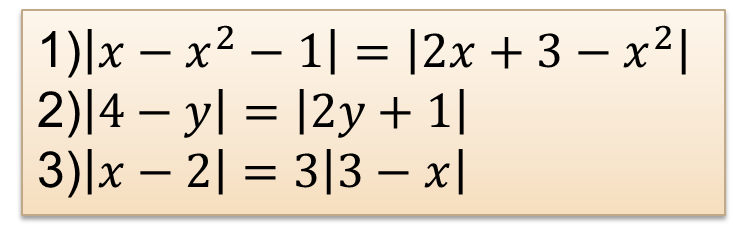 1)|x − x² − 1| = |2x + 3 − x²|
2)|4 − y| = |2y + 1|
3)|x − 2| = 3|3 − x|